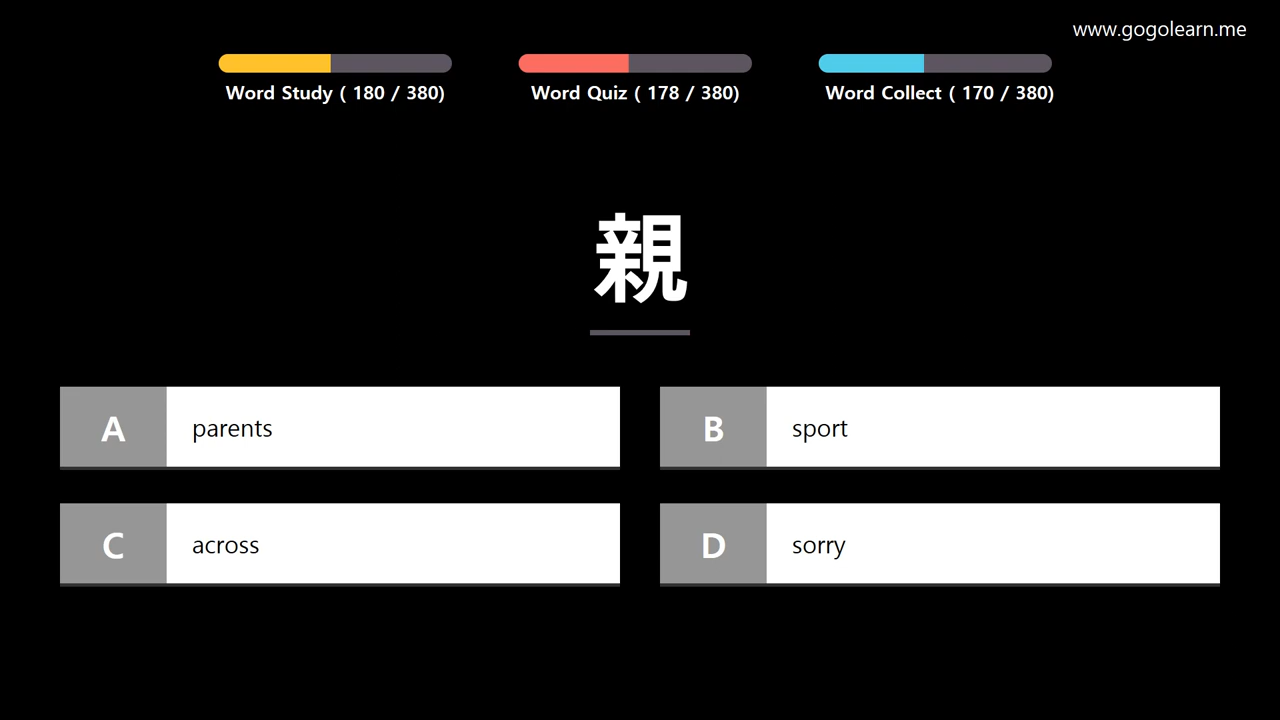 www.gogolearn.me
Word Study ( 180 / 380)
Word Quiz ( 178 / 380)
Word Collect ( 170 / 380)
親
A parents
B sport
C across
D sorry